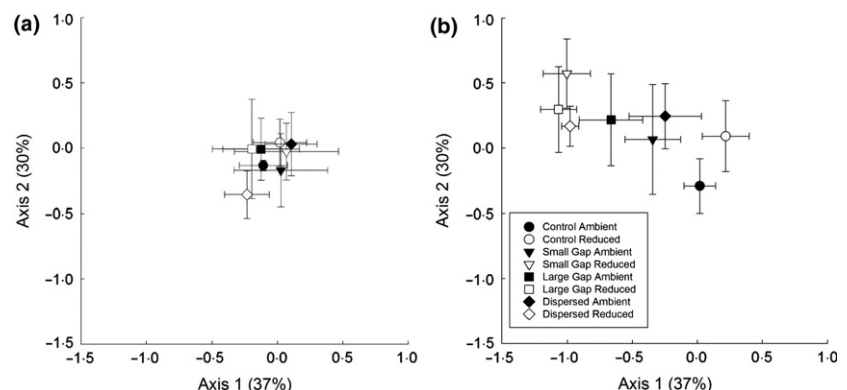 (a)
1·0
0·5
0·0
−0·5
−1·0
−1·5
Axis 2 (30%)
−1·5 −1·0 −0·5 0·0 0·5 1·0
Axis 1 (37%)
(b)
1·0
0·5
0·0
−0·5
−1·0
−1·5
Axis 2 (30%)
Control Ambient
Control Reduced
Small Gap Ambient
Small Gap Reduced
Large Gap Ambient
Large Gap Reduced
Dispersed Ambient
Dispersed Reduced
−1·5 −1·0 −0·5 0·0 0·5 1·0
Axis 1 (37%)